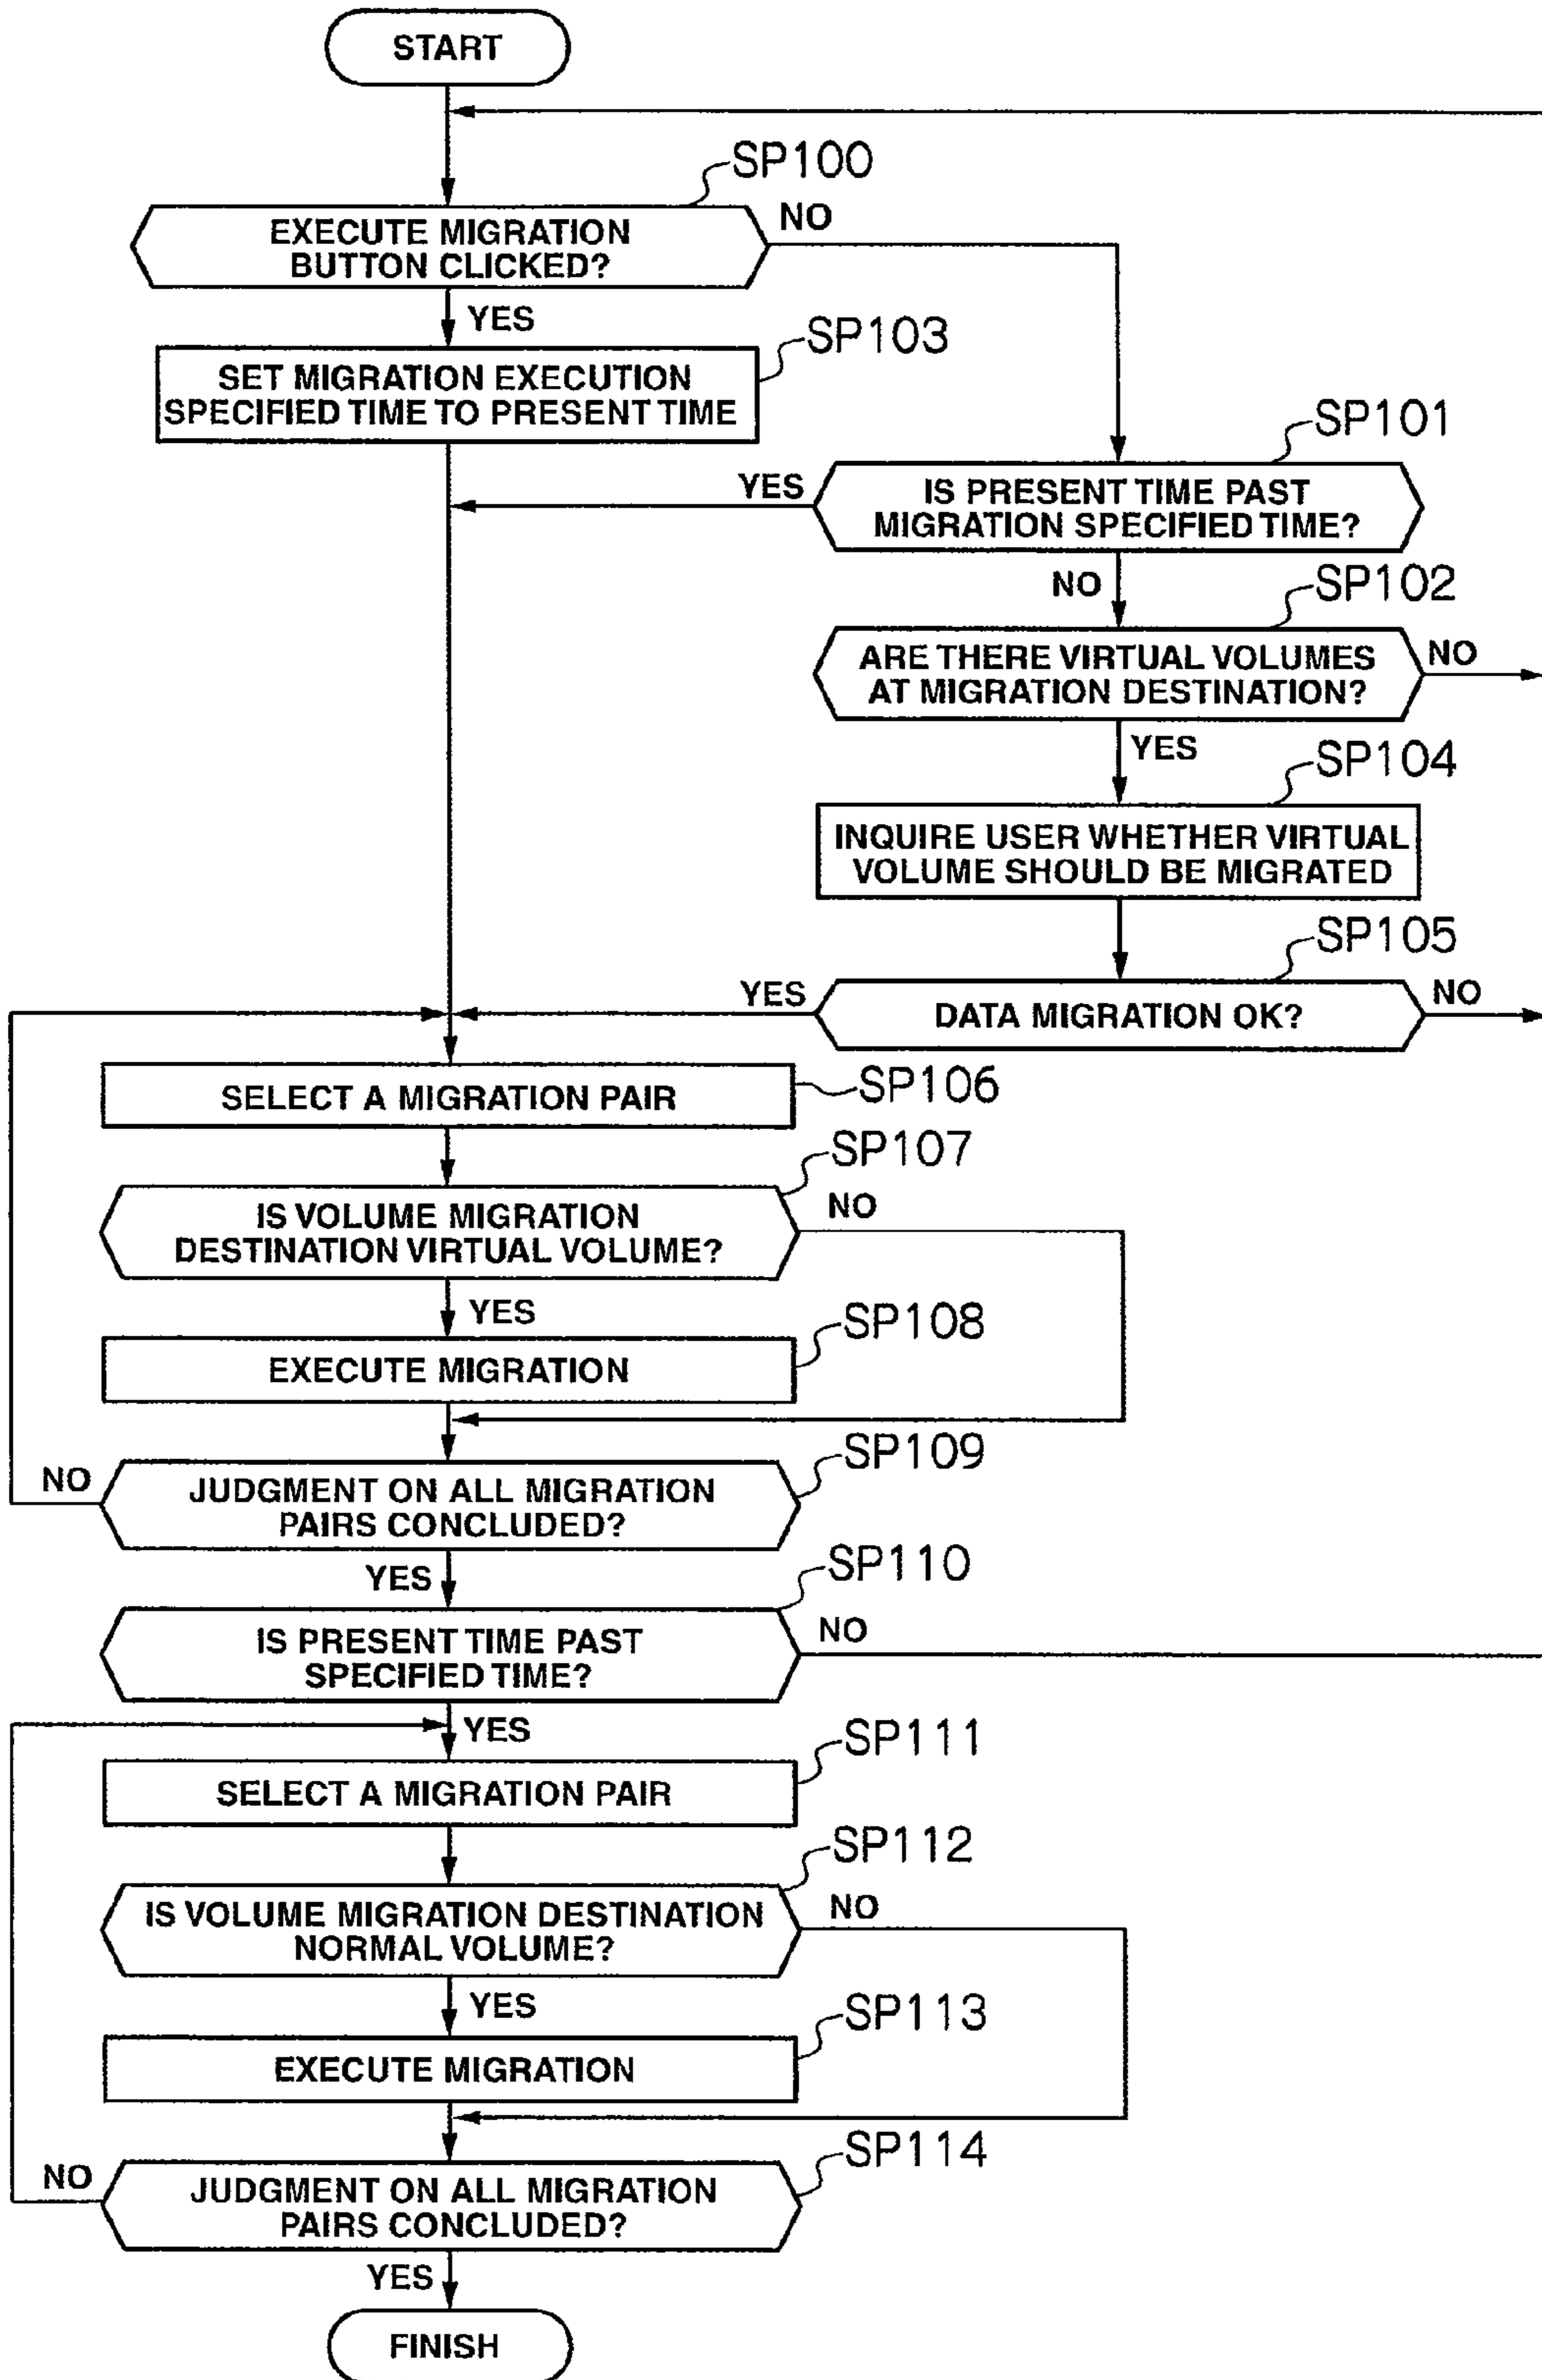 START
SP100
EXECUTE MIGRATION
BUTTON CLICKED?
NO
YES
SP103
SET MIGRATION EXECUTION
SPECIFIED TIME TO PRESENT TIME
SP101
YES
IS PRESENT TIME PAST
MIGRATION SPECIFIED TIME?
NO
SP102
ARE THERE VIRTUAL VOLUMES
AT MIGRATION DESTINATION?
NO
YES
SP104
INQUIRE USER WHETHER VIRTUAL
VOLUME SHOULD BE MIGRATED
SP105
YES
DATA MIGRATION OK?
NO
SELECT A MIGRATION PAIR
SP106
SP107
IS VOLUME MIGRATION
DESTINATION VIRTUAL VOLUME?
NO
YES
SP108
EXECUTE MIGRATION
SP109
NO
JUDGMENT ON ALL MIGRATION
PAIRS CONCLUDED?
YES
SP110
IS PRESENT TIME PAST
SPECIFIED TIME?
NO
YES
SP111
SELECT A MIGRATION PAIR
SP112
IS VOLUME MIGRATION DESTINATION
NORMAL VOLUME?
NO
YES
SP113
EXECUTE MIGRATION
SP114
NO
JUDGMENT ON ALL MIGRATION
PAIRS CONCLUDED?
YES
FINISH